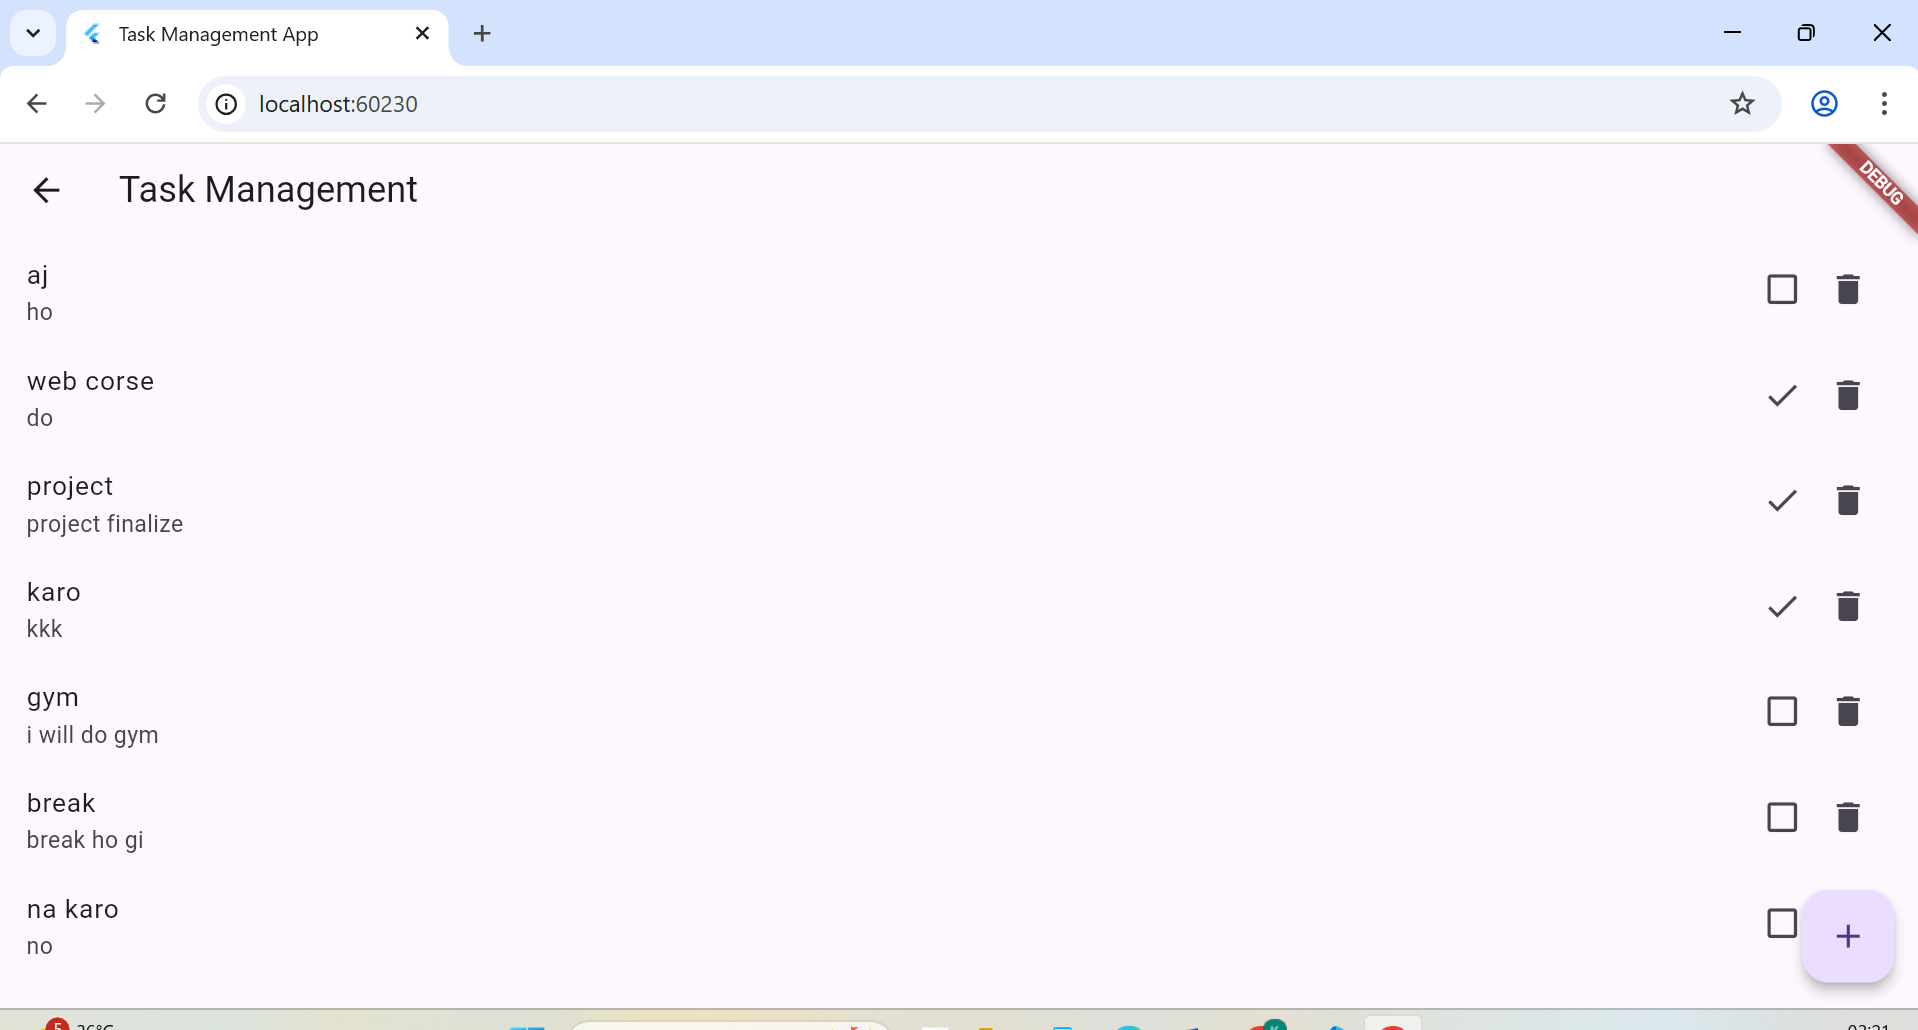 Task Management App
localhost:60230
Task Management
DEBUG
aj
ho
web corse
do
project
project finalize
karo
kkk
gym
i will do gym
break
break ho gi
na karo
no